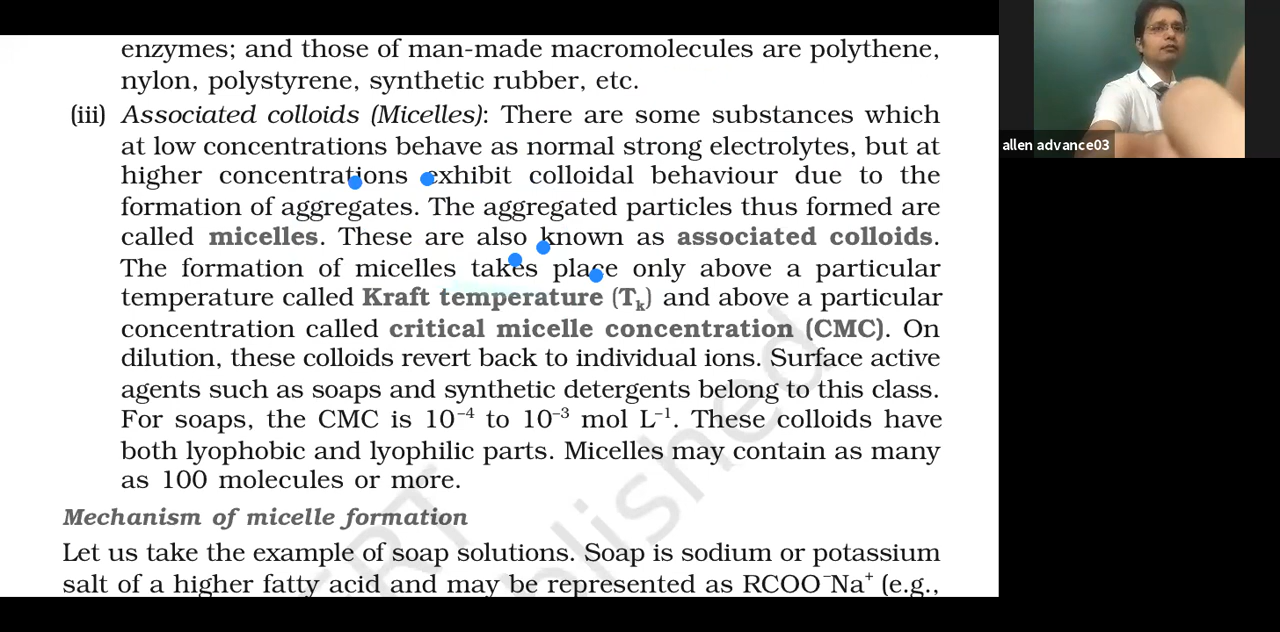 enzymes; and those of man-made macromolecules are polythene,
nylon, polystyrene, synthetic rubber, etc.
(iii) Associated colloids (Micelles): There are some substances which
at low concentrations behave as normal strong electrolytes, but at
higher concentrations exhibit colloidal behaviour due to the
formation of aggregates. The aggregated particles thus formed are
called micelles. These are also known as associated colloids.
The formation of micelles takes place only above a particular
temperature called Kraft temperature (Tₖ) and above a particular
concentration called critical micelle concentration (CMC). On
dilution, these colloids revert back to individual ions. Surface active
agents such as soaps and synthetic detergents belong to this class.
For soaps, the CMC is 10⁻⁴ to 10⁻³ mol L⁻¹. These colloids have
both lyophobic and lyophilic parts. Micelles may contain as many
as 100 molecules or more.
Mechanism of micelle formation
Let us take the example of soap solutions. Soap is sodium or potassium
salt of a higher fatty acid and may be represented as RCOO⁻Na⁺ (e.g.,
allen advance03